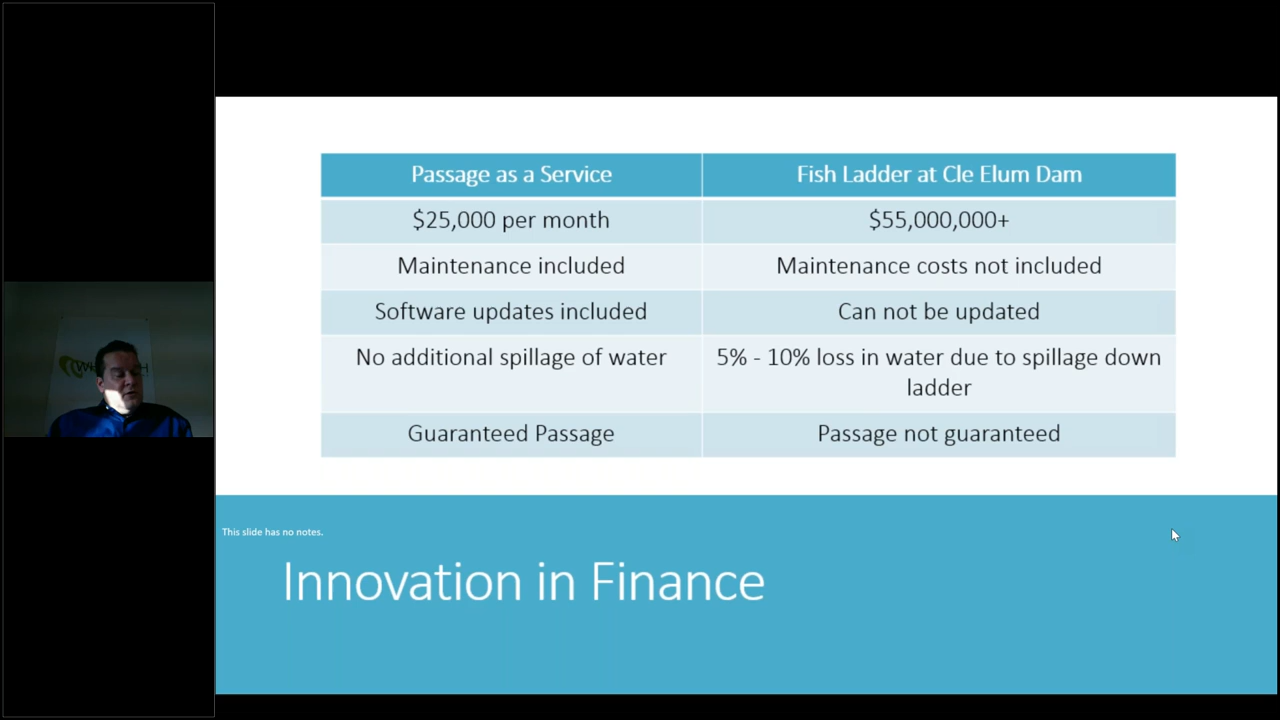 Passage as a Service
Fish Ladder at Cle Elum Dam
$25,000 per month
$55,000,000+
Maintenance included
Maintenance costs not included
Software updates included
Can not be updated
No additional spillage of water
5% - 10% loss in water due to spillage down
ladder
Guaranteed Passage
Passage not guaranteed
This slide has no notes.
Innovation in Finance